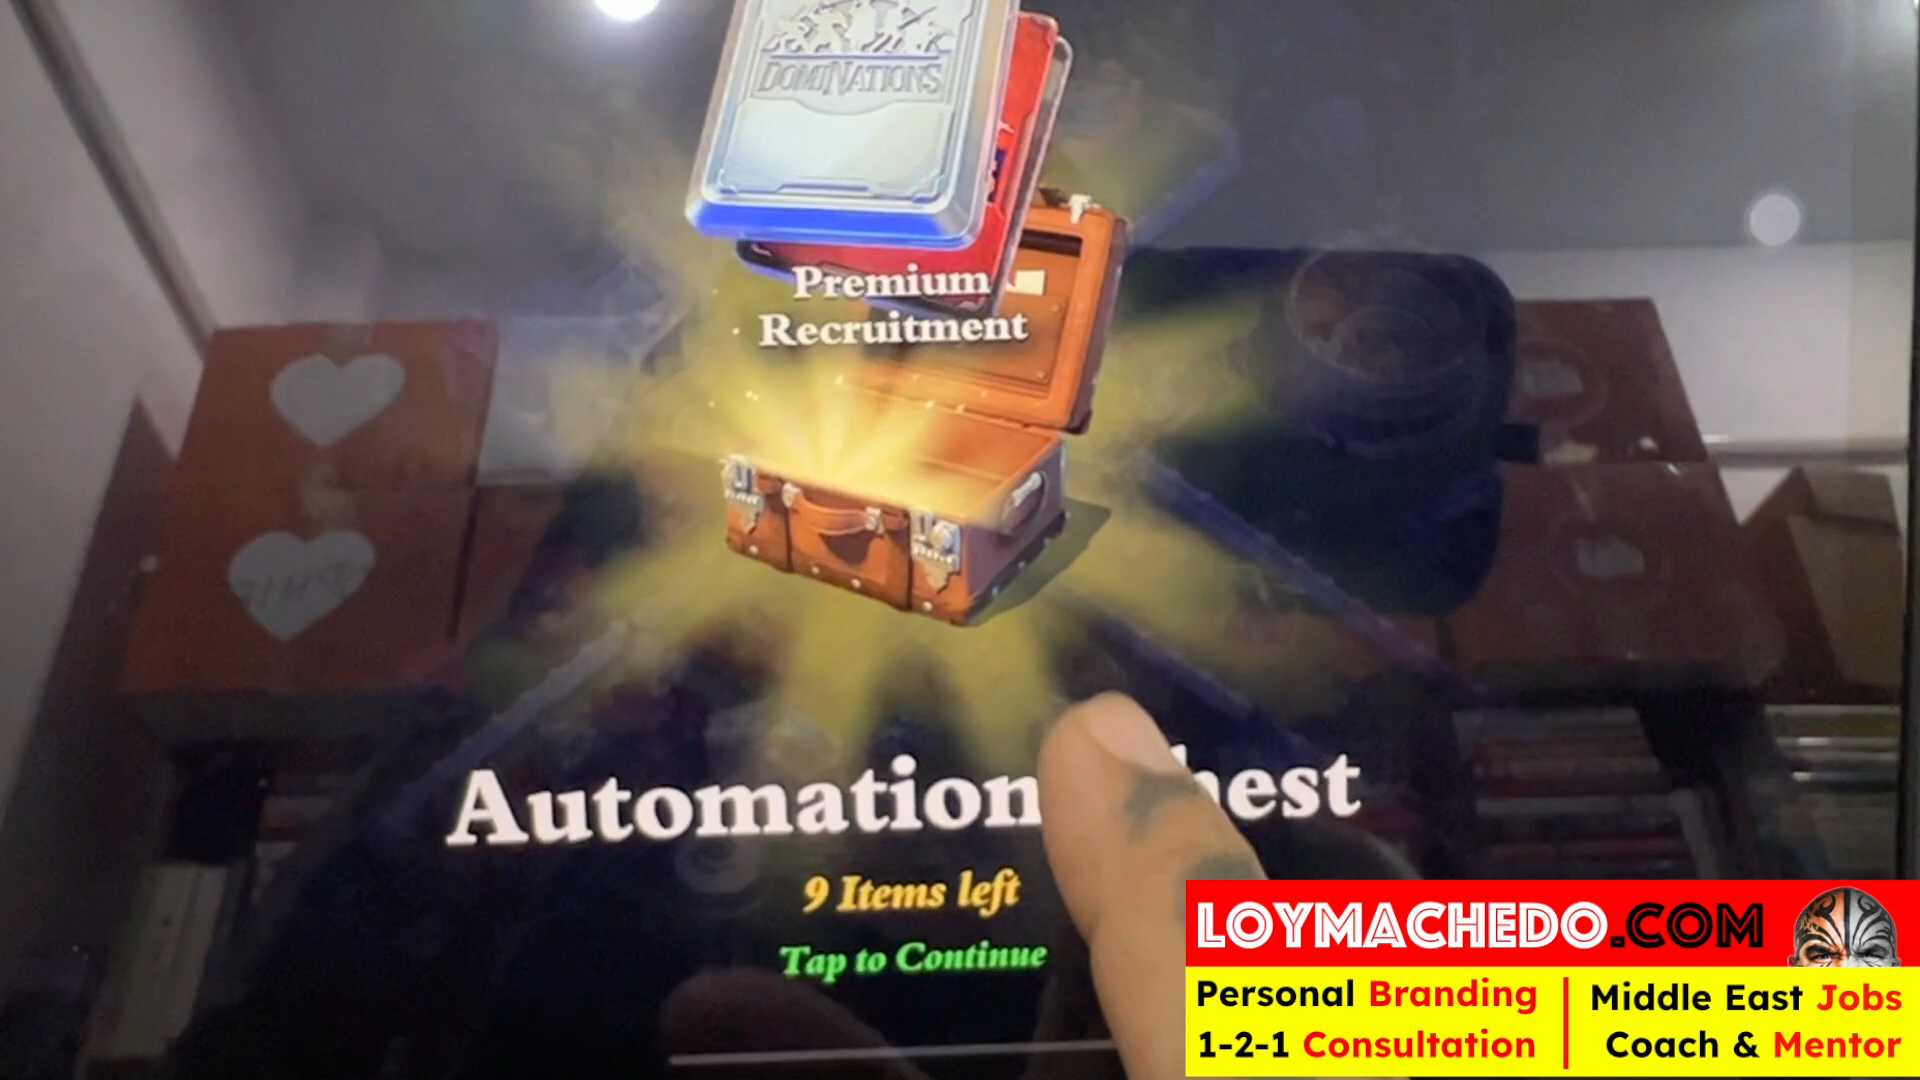 DOMINATIONS
Premium
Recruitment
Automation hest
9 Items left
Tap to Continue
LOYMACHEDO.COM
Personal Branding
1-2-1 Consultation
Middle East Jobs
Coach & Mentor